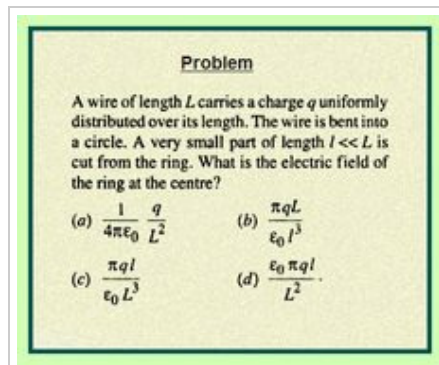 Problem
A wire of length L carries a charge q uniformly
distributed over its length. The wire is bent into
a circle. A very small part of length l << L is
cut from the ring. What is the electric field of
the ring at the centre?
(a) 1/4πε₀ q/L² (b) πqL/ε₀l³
(c) πql/ε₀L³ (d) ε₀πql/L² .